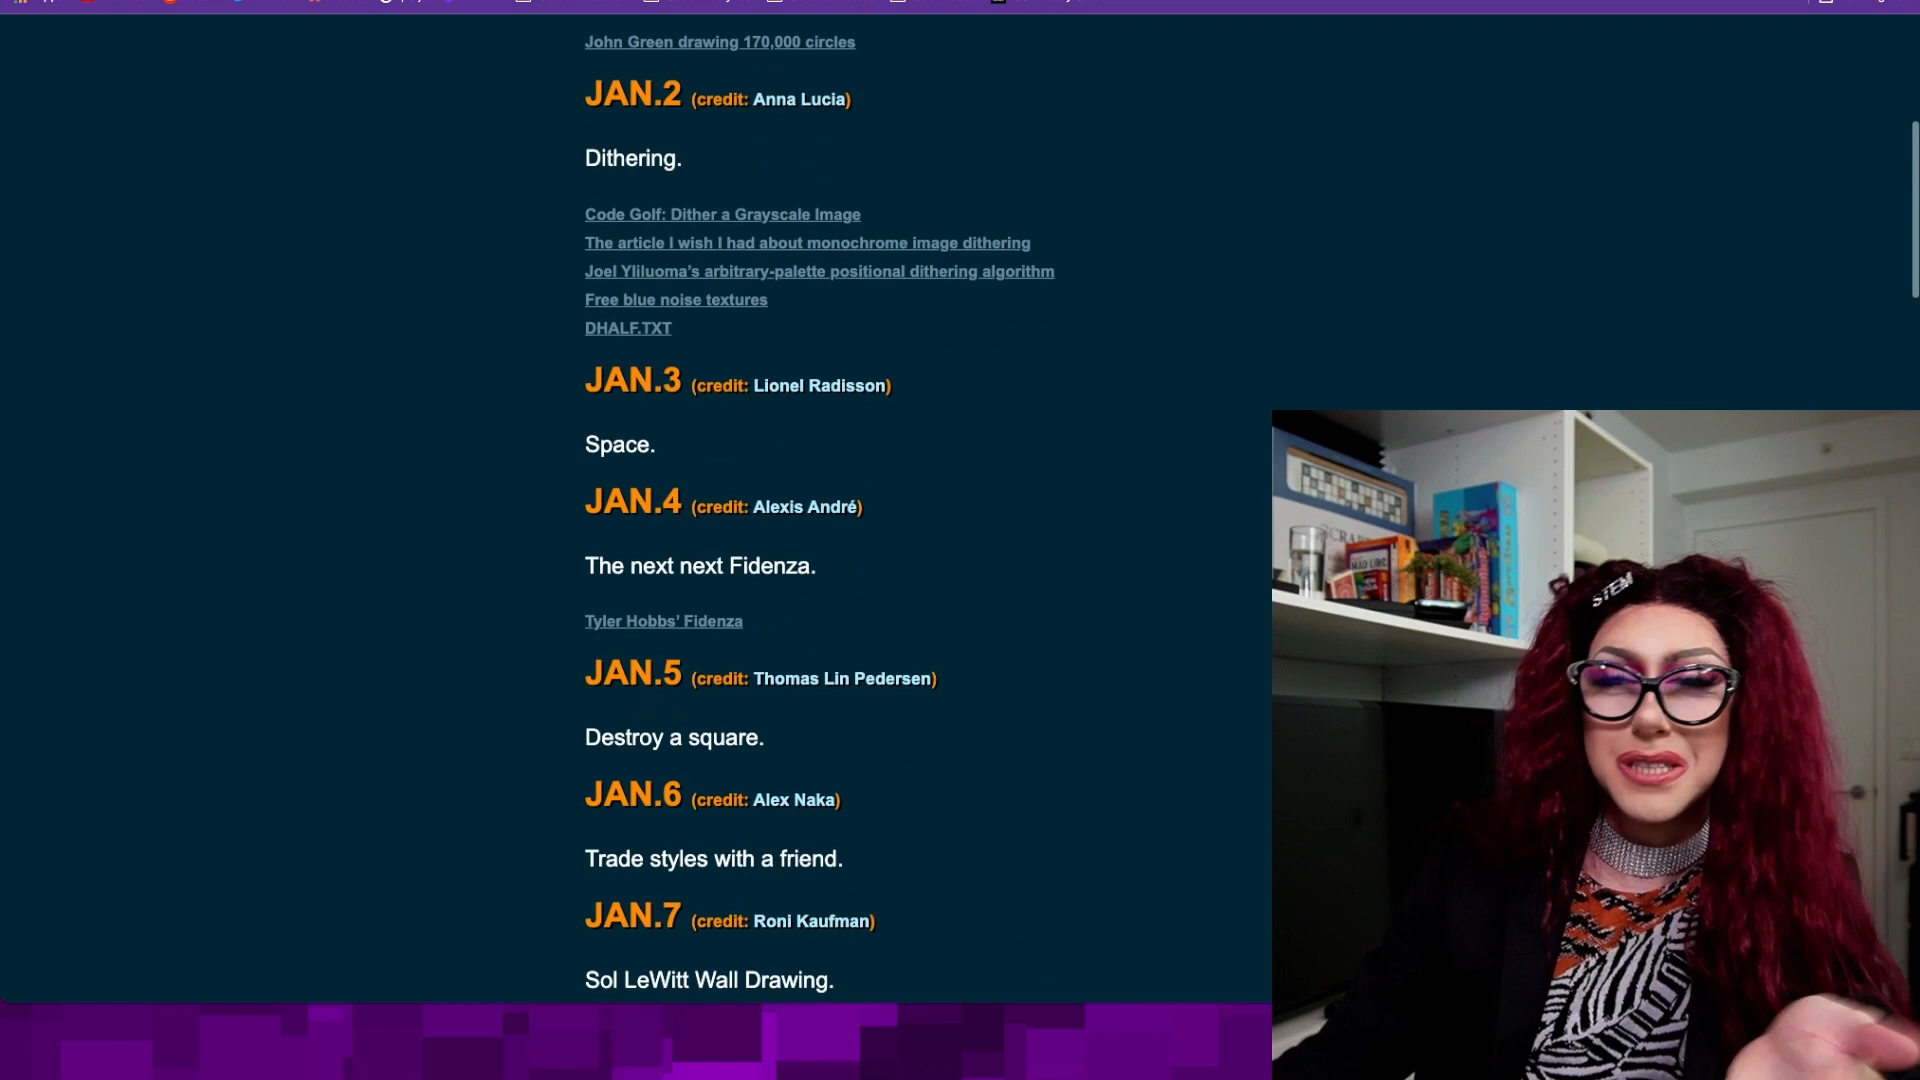 John Green drawing 170,000 circles
JAN.2 (credit: Anna Lucia)
Dithering.
Code Golf: Dither a Grayscale Image
The article I wish I had about monochrome image dithering
Joel Yliluoma’s arbitrary-palette positional dithering algorithm
Free blue noise textures
DHALF.TXT
JAN.3 (credit: Lionel Radisson)
Space.
JAN.4 (credit: Alexis André)
The next next Fidenza.
Tyler Hobbs’ Fidenza
JAN.5 (credit: Thomas Lin Pedersen)
Destroy a square.
JAN.6 (credit: Alex Naka)
Trade styles with a friend.
JAN.7 (credit: Roni Kaufman)
Sol LeWitt Wall Drawing.
STEM